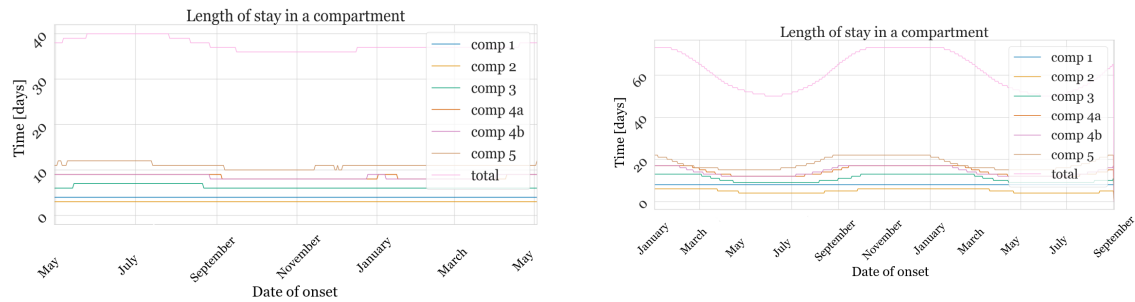 Length of stay in a compartment
Time [days]
40
30
20
10
0
comp 1
comp 2
comp 3
comp 4a
comp 4b
comp 5
total
May
July
September
November
January
March
May
Date of onset
Length of stay in a compartment
Time [days]
60
40
20
0
comp 1
comp 2
comp 3
comp 4a
comp 4b
comp 5
total
January
March
May
July
September
November
January
March
May
July
September
Date of onset